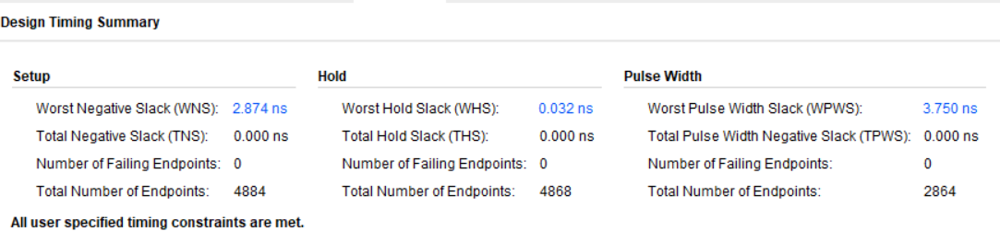 Design Timing Summary
Setup Hold Pulse Width
Worst Negative Slack (WNS): 2.874 ns Worst Hold Slack (WHS): 0.032 ns Worst Pulse Width Slack (WPWS): 3.750 ns
Total Negative Slack (TNS): 0.000 ns Total Hold Slack (THS): 0.000 ns Total Pulse Width Negative Slack (TPWS): 0.000 ns
Number of Failing Endpoints: 0 Number of Failing Endpoints: 0 Number of Failing Endpoints: 0
Total Number of Endpoints: 4884 Total Number of Endpoints: 4868 Total Number of Endpoints: 2864
All user specified timing constraints are met.